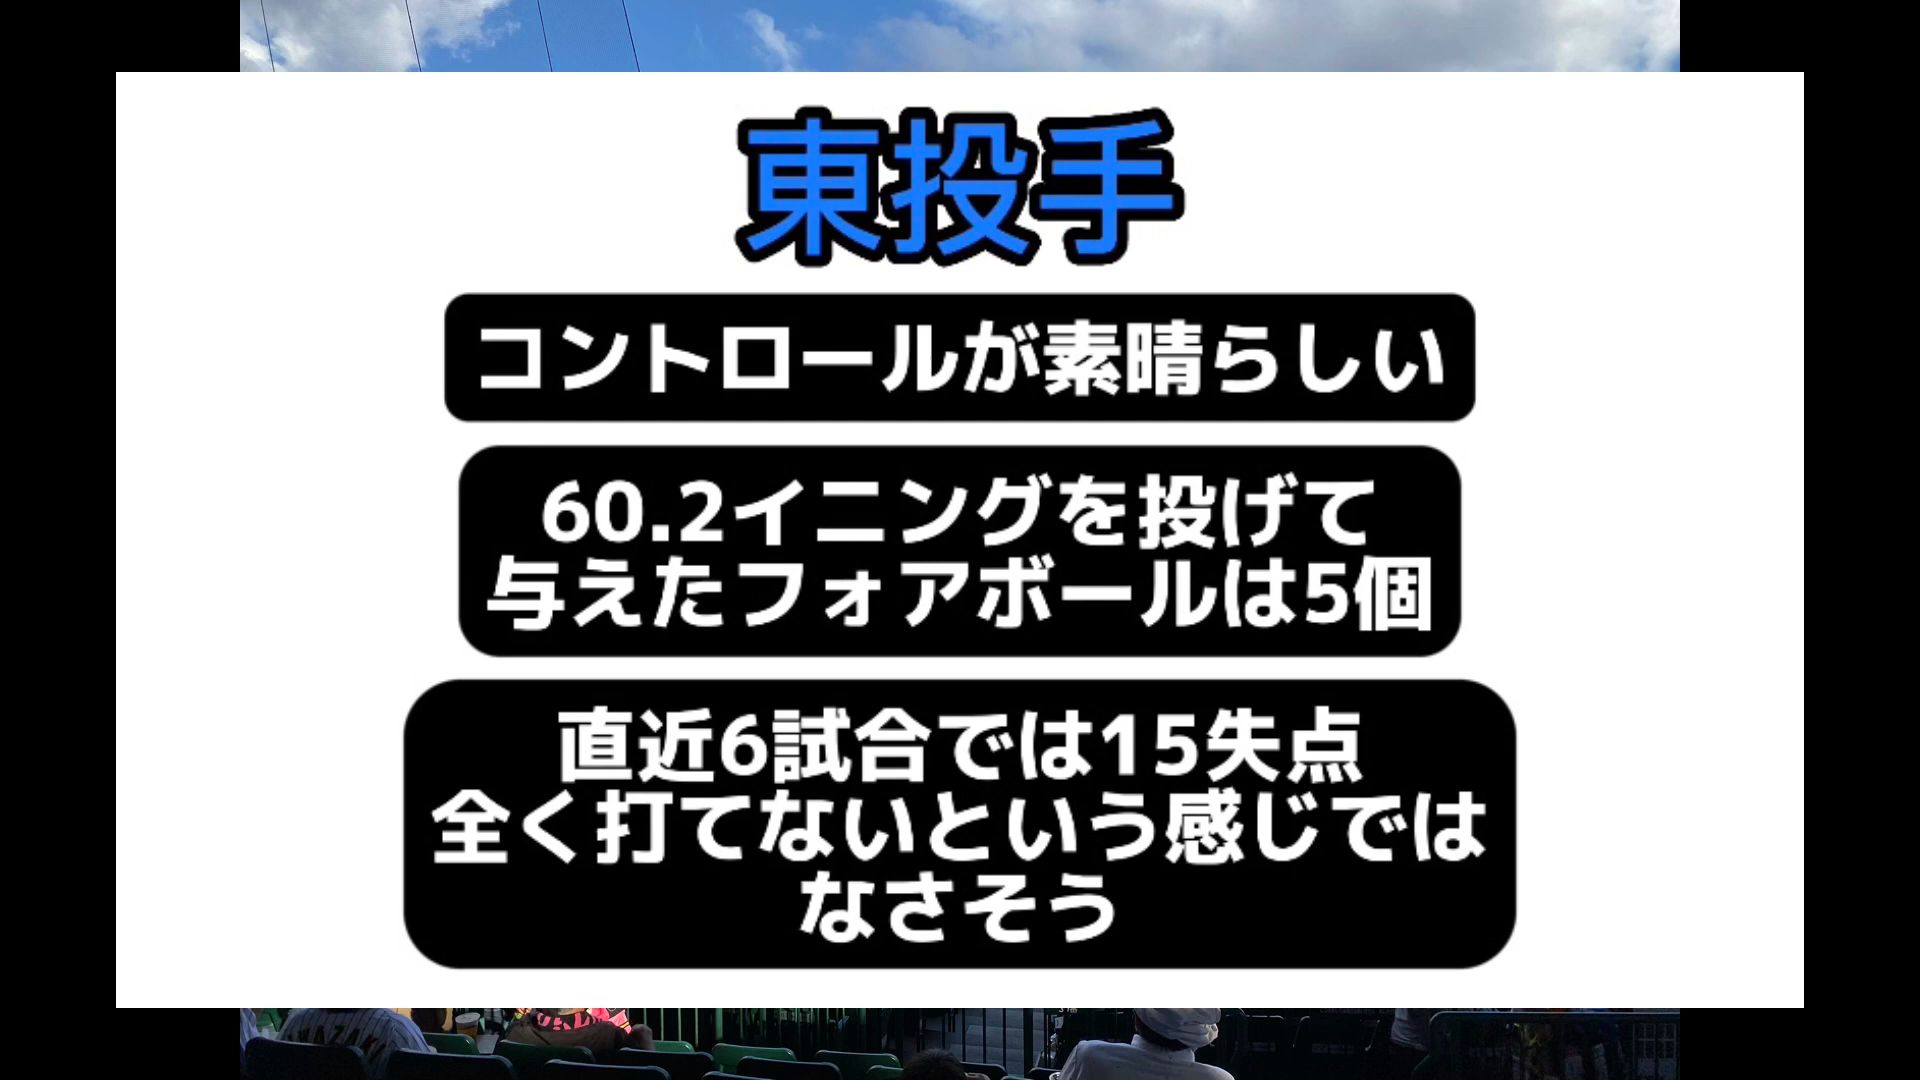 東投手
コントロールが素晴らしい
60.2イニングを投げて
与えたフォアボールは5個
直近6試合では15失点
全く打てないという感じでは
なさそう